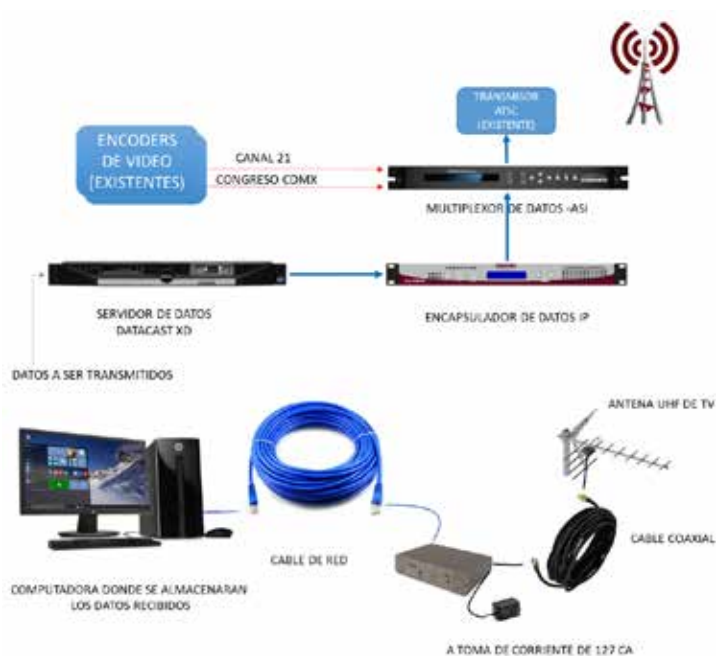 TRANSMISOR
ATSC
(EXISTENTE)
ENCODERS
DE VIDEO
(EXISTENTES)
CANAL 21
CONGRESO CDMX
MULTIPLEXOR DE DATOS -ASI
SERVIDOR DE DATOS
DATACAST XD
ENCAPSULADOR DE DATOS IP
DATOS A SER TRANSMITIDOS
ANTENA UHF DE TV
CABLE DE RED
CABLE COAXIAL
COMPUTADORA DONDE SE ALMACENARAN
LOS DATOS RECIBIDOS
A TOMA DE CORRIENTE DE 127 CA